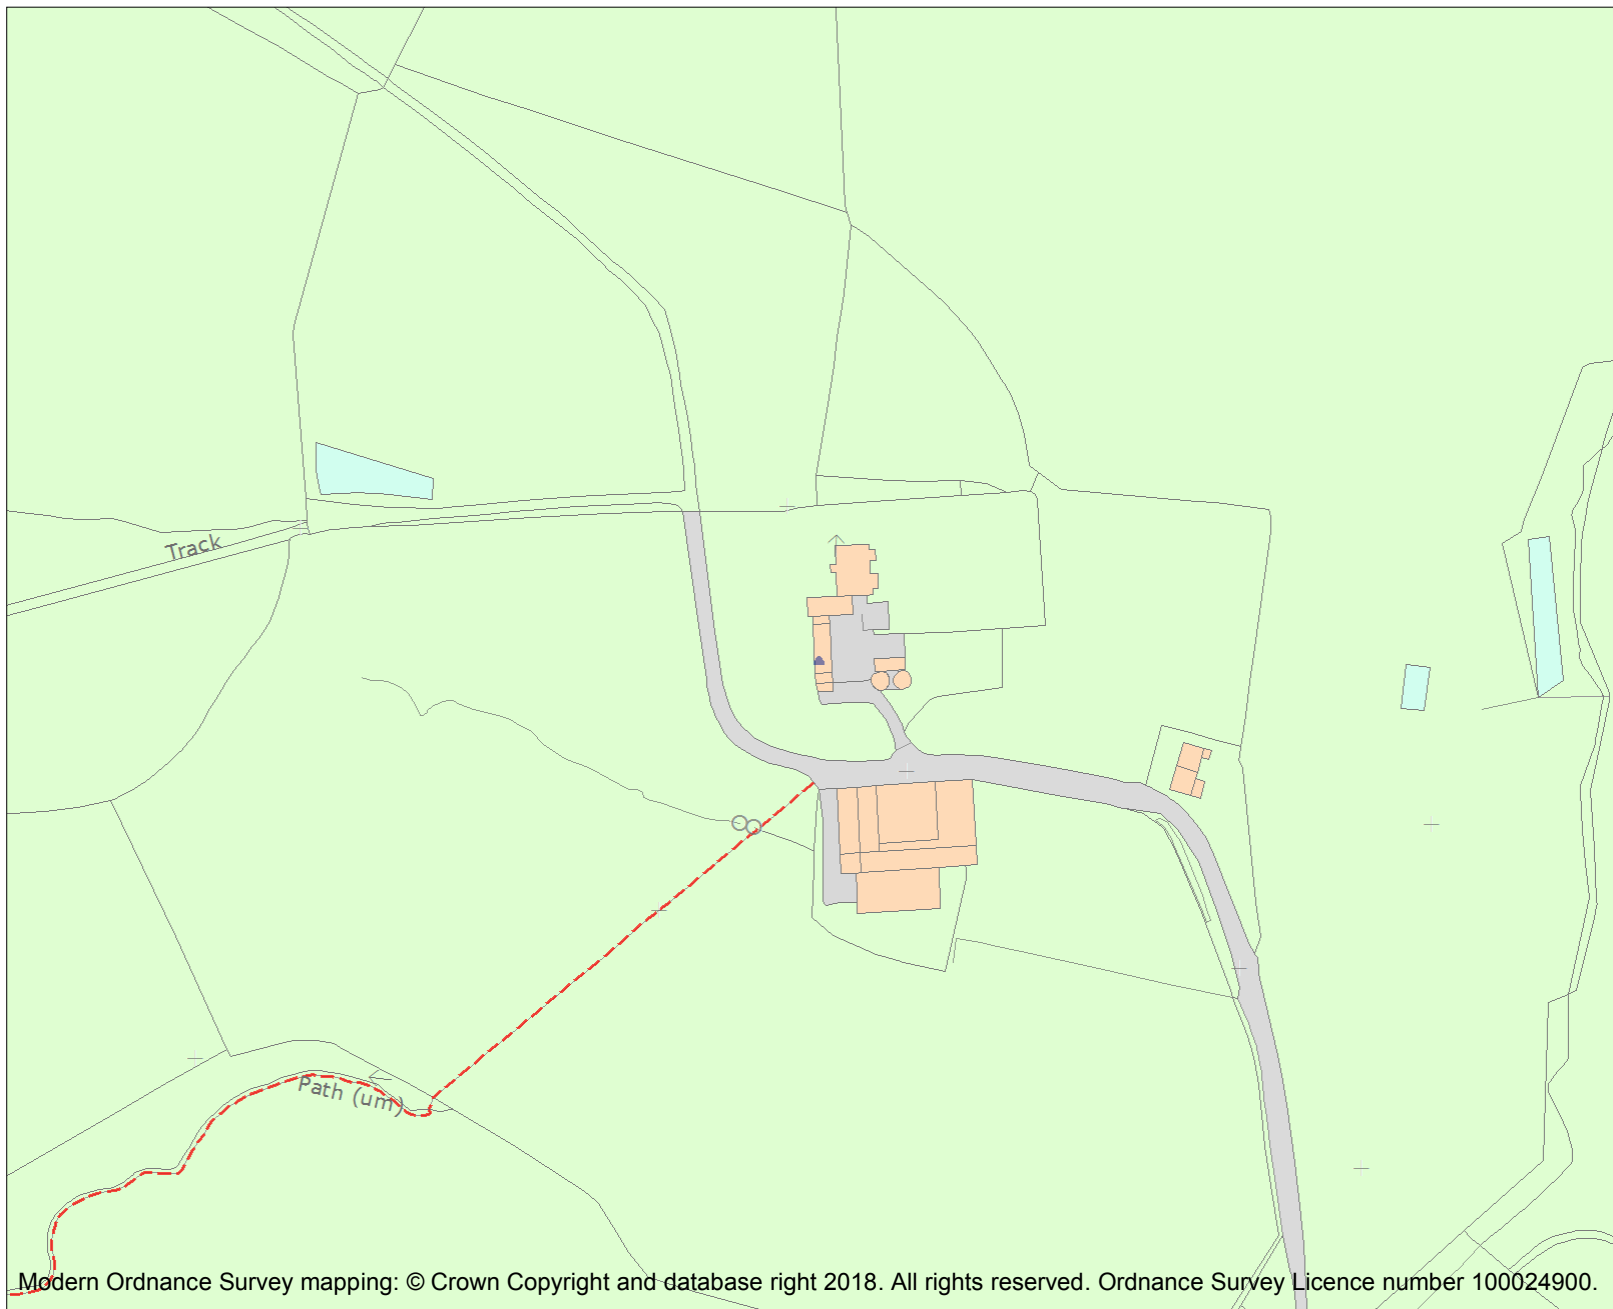 Track
Path (um)
Modern Ordnance Survey mapping: © Crown Copyright and database right 2018. All rights reserved. Ordnance Survey Licence number 100024900.